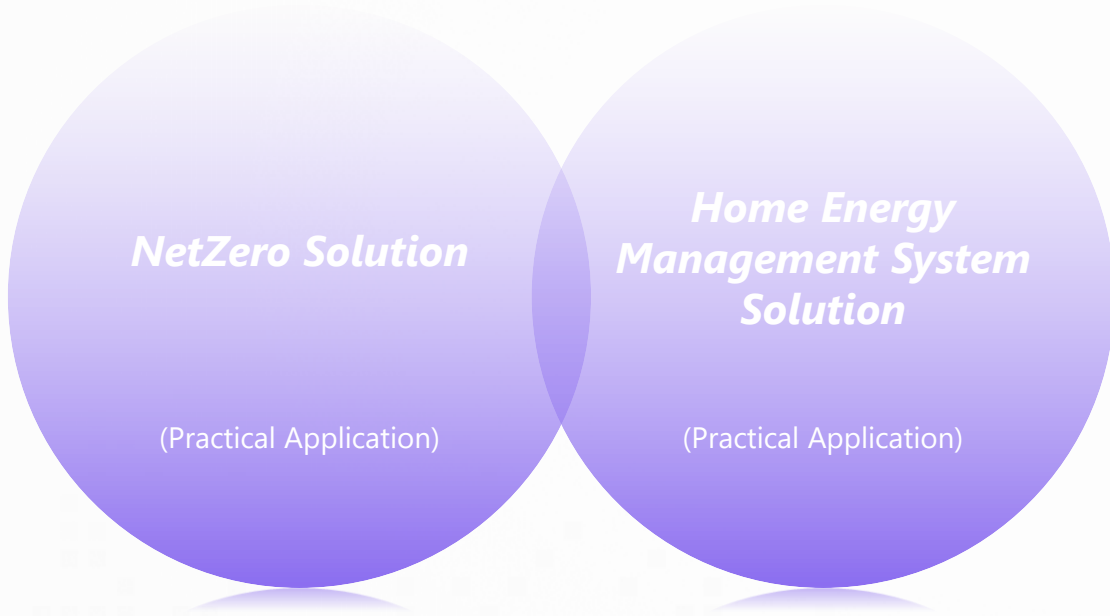 NetZero Solution
(Practical Application)
Home Energy
Management System
Solution
(Practical Application)